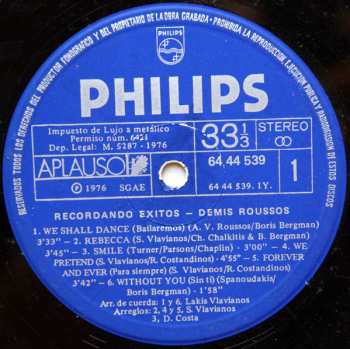 RESERVADOS TODOS LOS DERECHOS DEL PRODUCTOR FONOGRAFICO Y DEL PROPIETARIO DE LA OBRA GRABADA - PROHIBIDA LA REPRODUCCION, EJECUCION PUBLICA Y RADIODIFUSION DE ESTOS DISCOS
PHILIPS
PHILIPS
Impuesto de Lujo a metálico
Permiso núm. 6421
Dep. Legal: M. 5287 - 1976
33 1/3
STEREO
APLAUSO
64 44 539
1
℗ 1976 SGAE
64 44 539. 1Y.
RECORDANDO EXITOS — DEMIS ROUSSOS
1. WE SHALL DANCE (Bailaremos) (A. V. Roussos/Boris Bergman)
3'33" — 2. REBECCA (S. Vlavianos/Ch. Chalkitis & B. Bergman)
3'45" — 3. SMILE (Turner/Parsons/Chaplin) - 3'00" — 4. WE
PRETEND (S. Vlavianos/R. Costandinos) - 4'55" - 5. FOREVER
AND EVER (Para siempre) (S. Vlavianos/R. Costandinos)
3'42" — 6. WITHOUT YOU (Sin ti) (Spanoudakis/
Boris Bergman) - 1'58"
Arr. de cuerda: 1 y 6, Lakis Vlavianos
Arreglos: 2, 4 y 5, S. Vlavianos
3, D. Costa